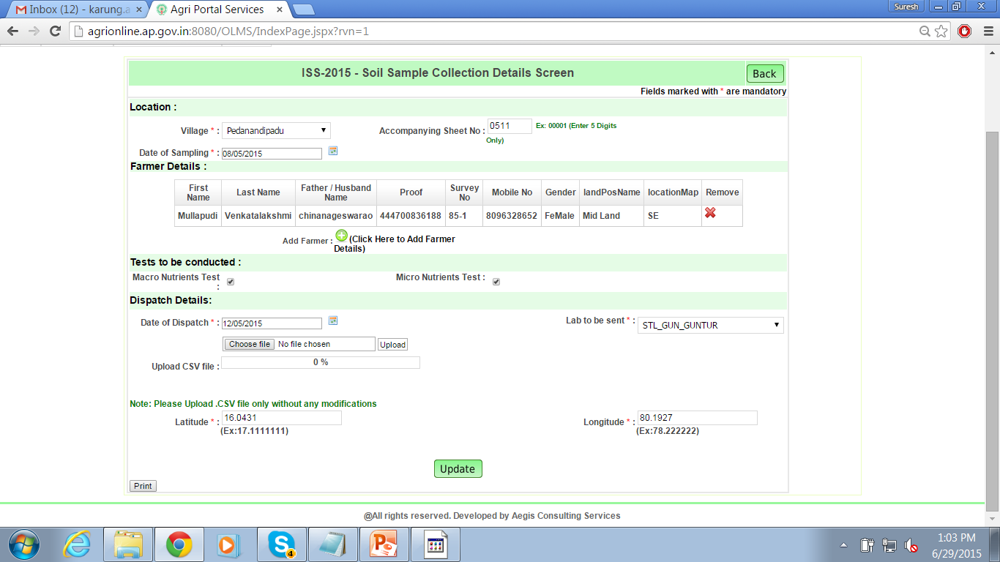 Inbox (12) - karung.a
Agri Portal Services
Suresh
agrionline.ap.gov.in:8080/OLMS/IndexPage.jspx?rvn=1
ISS-2015 - Soil Sample Collection Details Screen
Back
Fields marked with * are mandatory
Location :
Village * : Pedanandipadu
Accompanying Sheet No : 0511 Ex: 00001 (Enter 5 Digits
Only)
Date of Sampling * : 08/05/2015
Farmer Details :
First Name Last Name Father / Husband Name Proof Survey No Mobile No Gender landPosName locationMap Remove
Mullapudi Venkatalakshmi chinanageswarao 444700836188 85-1 8096328652 FeMale Mid Land SE
Add Farmer : (Click Here to Add Farmer
Details)
Tests to be conducted :
Macro Nutrients Test
:
Micro Nutrients Test :
Dispatch Details:
Date of Dispatch * : 12/05/2015
Lab to be sent * : STL_GUN_GUNTUR
Choose file No file chosen Upload
Upload CSV file : 0 %
Note: Please Upload .CSV file only without any modifications
Latitude * : 16.0431
(Ex:17.1111111)
Longitude * : 80.1927
(Ex:78.222222)
Update
Print
@All rights reserved. Developed by Aegis Consulting Services
4
1:03 PM
6/29/2015